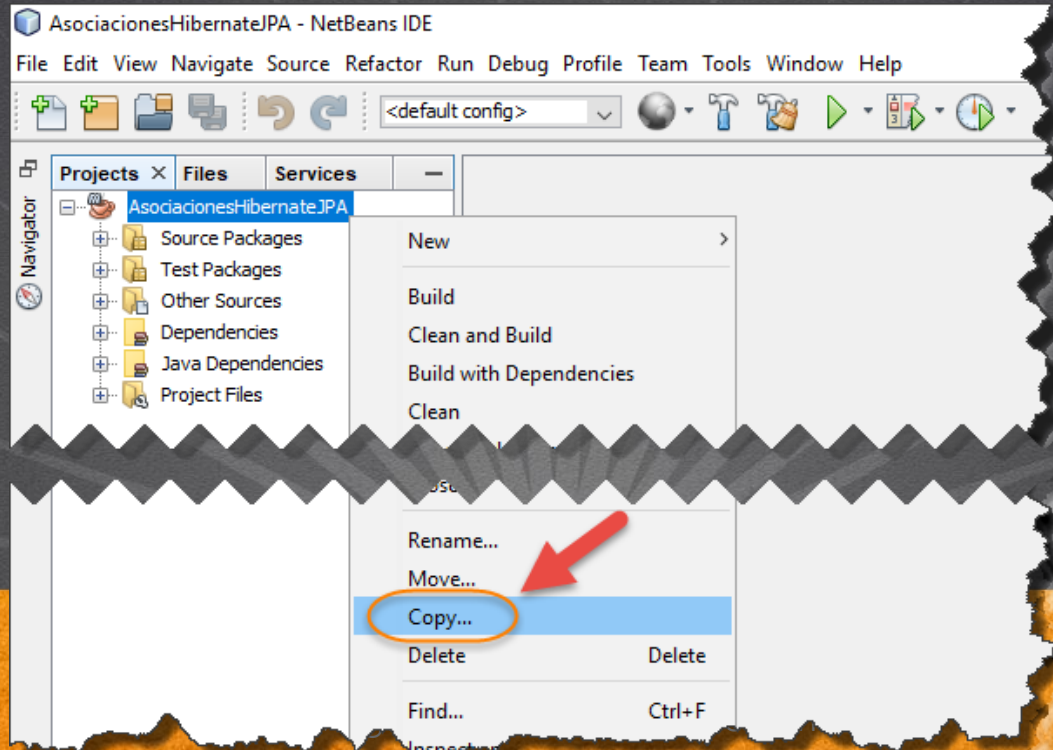 AsociacionesHibernateJPA - NetBeans IDE
File Edit View Navigate Source Refactor Run Debug Profile Team Tools Window Help
<default config>
Projects Files Services
Navigator
AsociacionesHibernateJPA
Source Packages
Test Packages
Other Sources
Dependencies
Java Dependencies
Project Files
New
Build
Clean and Build
Build with Dependencies
Clean
Rename...
Move...
Copy...
Delete Delete
Find... Ctrl+F